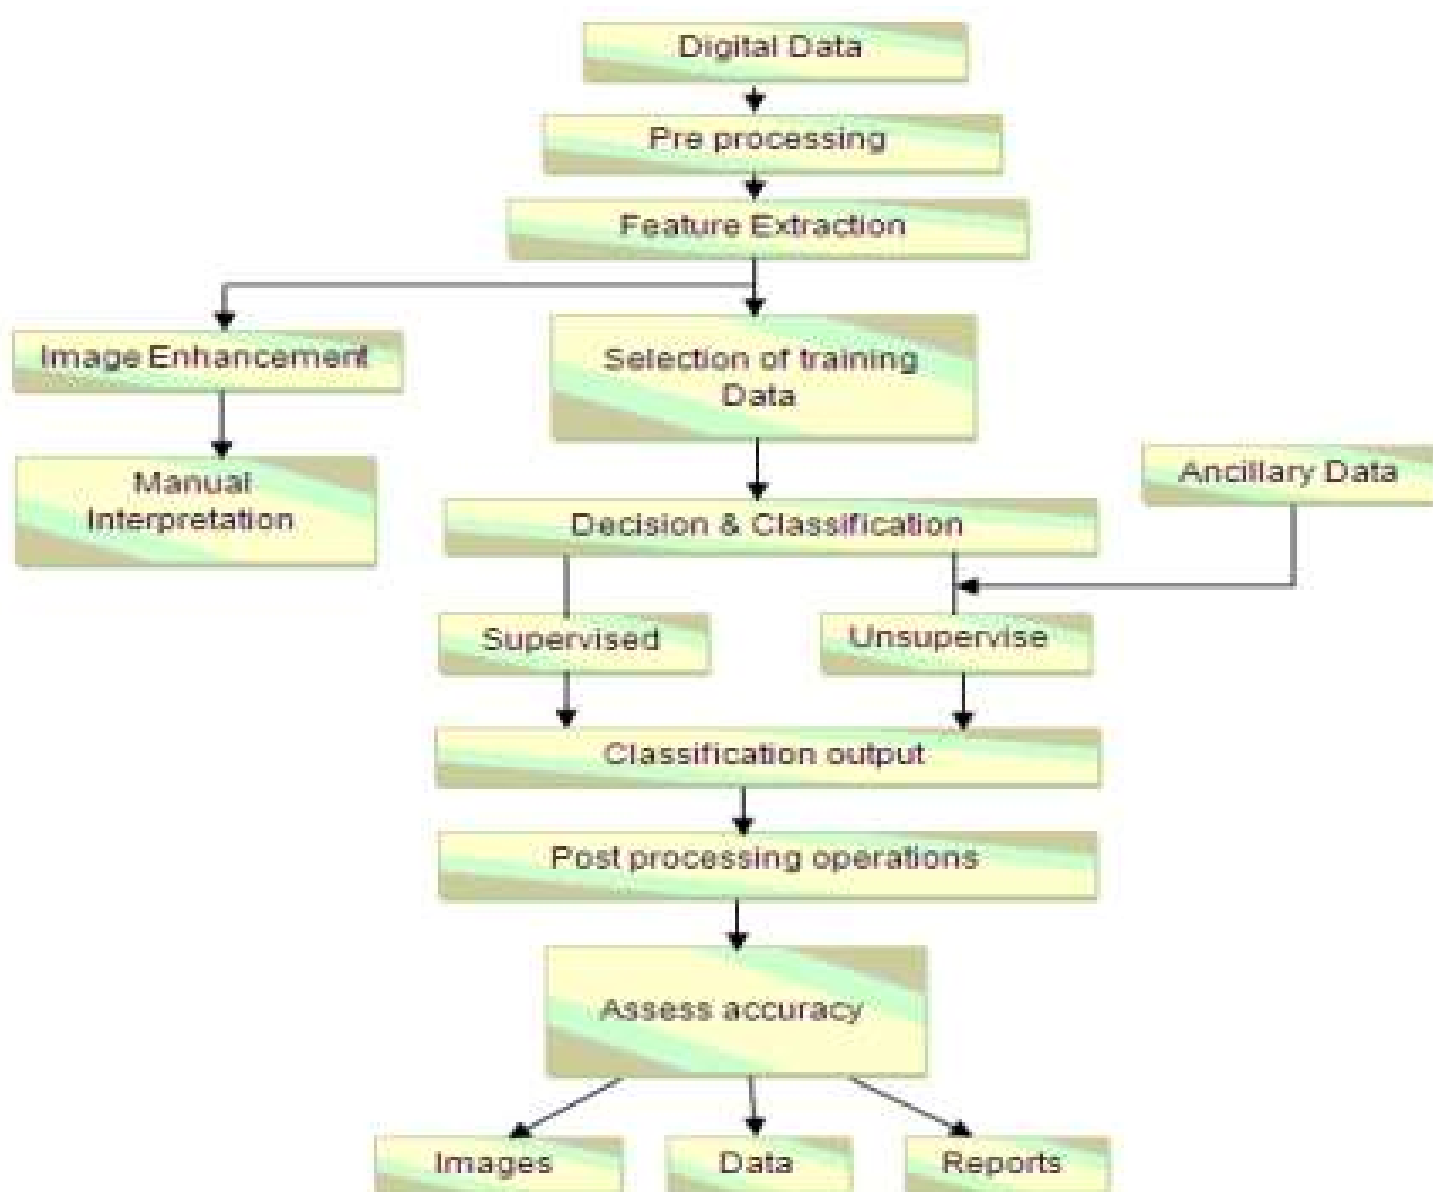 Digital Data
Pre processing
Feature Extraction
Image Enhancement
Selection of training
Data
Manual
Interpretation
Ancillary Data
Decision & Classification
Supervised
Unsupervise
Classification output
Post processing operations
Assess accuracy
Images
Data
Reports